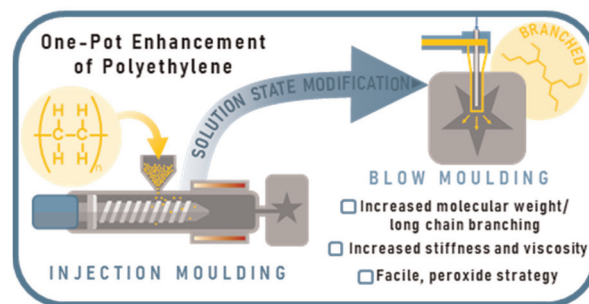 One-Pot Enhancement
of Polyethylene
H H
C C
H H
n
SOLUTION STATE MODIFICATION
BRANCHED
INJECTION MOULDING
BLOW MOULDING
Increased molecular weight/
long chain branching
Increased stiffness and viscosity
Facile, peroxide strategy